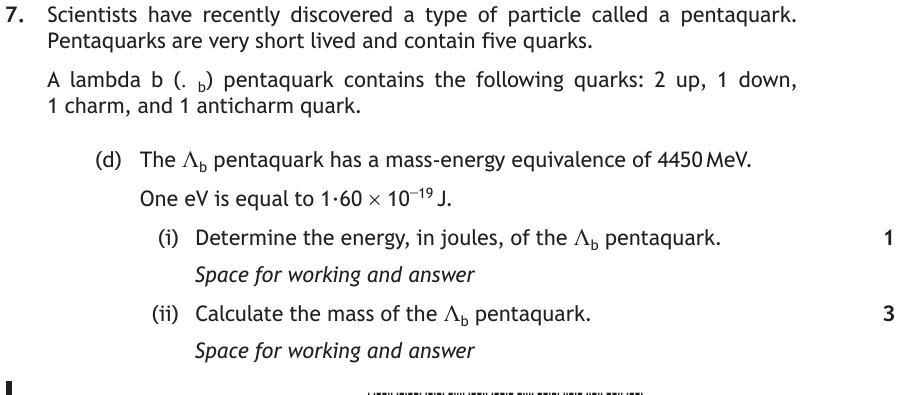 7. Scientists have recently discovered a type of particle called a pentaquark.
Pentaquarks are very short lived and contain five quarks.
A lambda b (. b) pentaquark contains the following quarks: 2 up, 1 down,
1 charm, and 1 anticharm quark.
(d) The Λb pentaquark has a mass-energy equivalence of 4450 MeV.
One eV is equal to 1·60 × 10⁻¹⁹ J.
(i) Determine the energy, in joules, of the Λb pentaquark. 1
Space for working and answer
(ii) Calculate the mass of the Λb pentaquark. 3
Space for working and answer